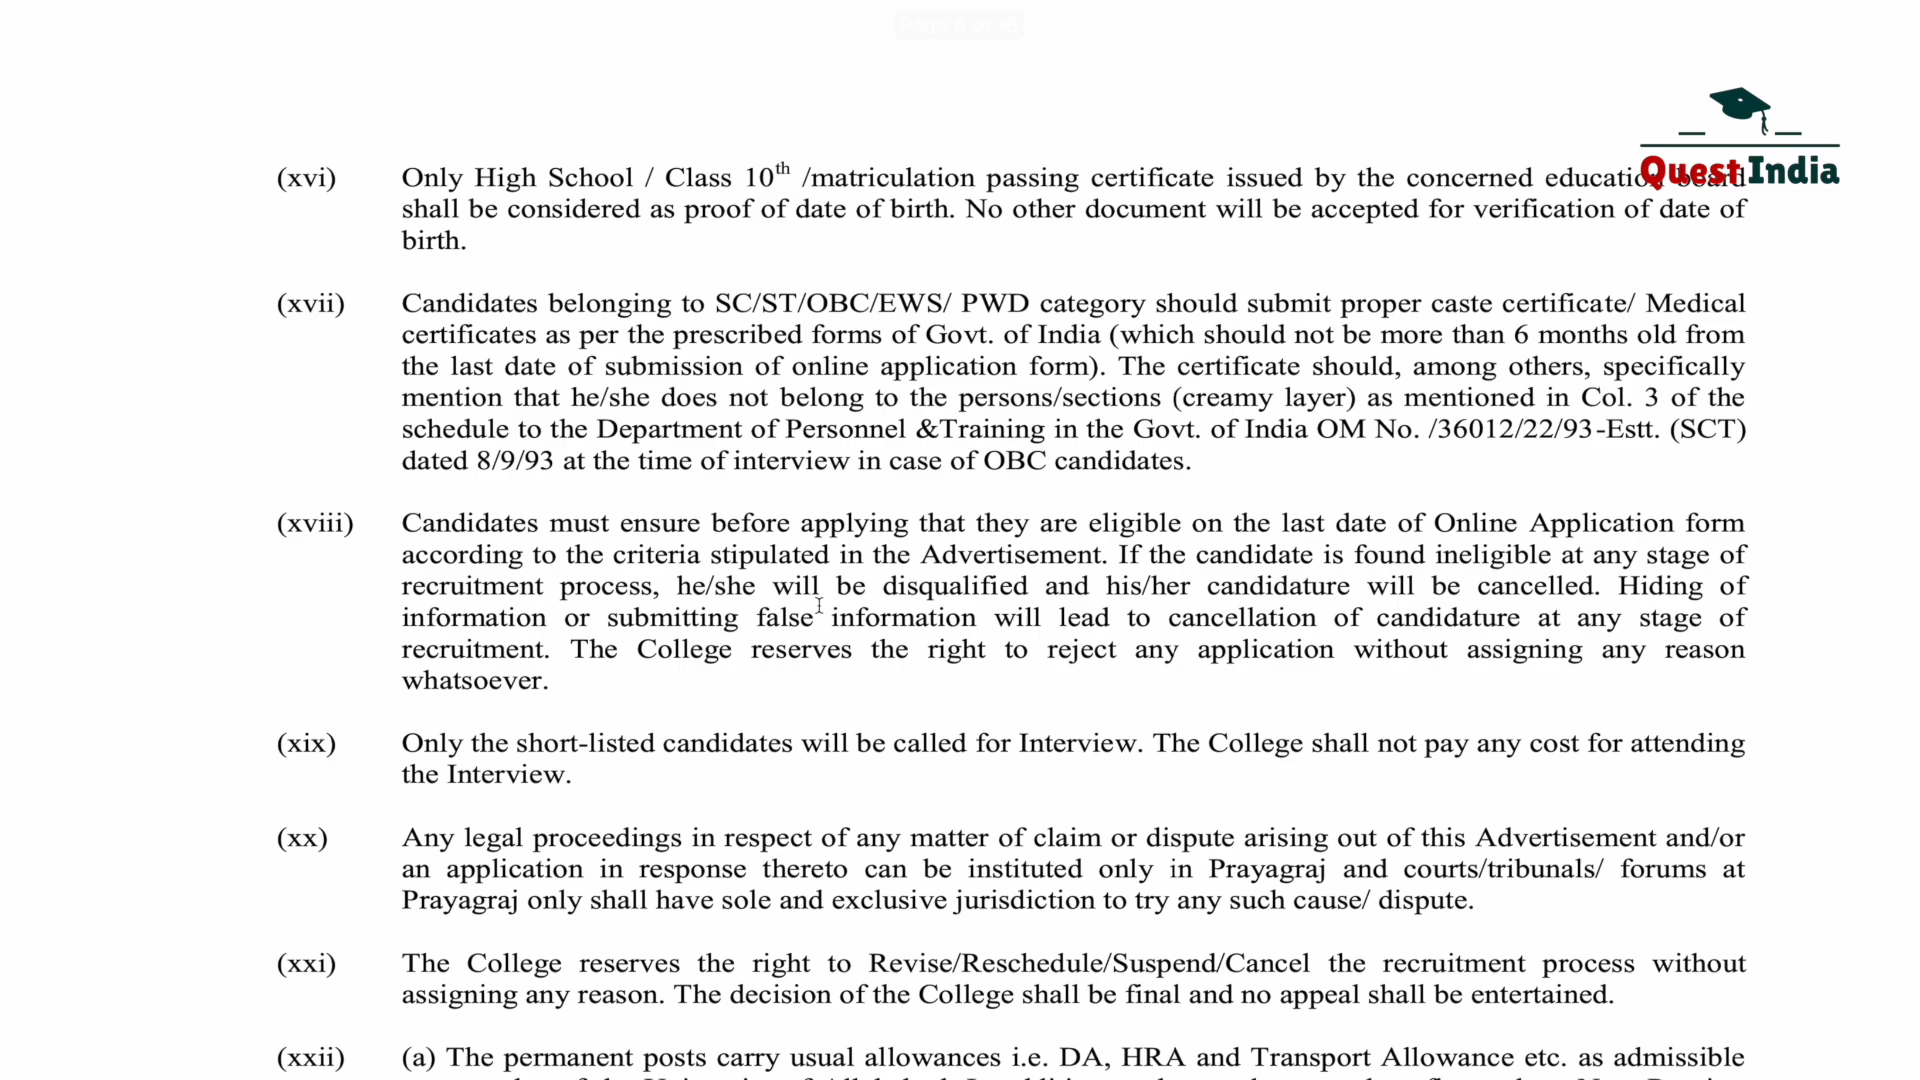 Page 6 of 18
Quest India
(xvi) Only High School / Class 10th /matriculation passing certificate issued by the concerned education board
shall be considered as proof of date of birth. No other document will be accepted for verification of date of
birth.
(xvii) Candidates belonging to SC/ST/OBC/EWS/ PWD category should submit proper caste certificate/ Medical
certificates as per the prescribed forms of Govt. of India (which should not be more than 6 months old from
the last date of submission of online application form). The certificate should, among others, specifically
mention that he/she does not belong to the persons/sections (creamy layer) as mentioned in Col. 3 of the
schedule to the Department of Personnel &Training in the Govt. of India OM No. /36012/22/93-Estt. (SCT)
dated 8/9/93 at the time of interview in case of OBC candidates.
(xviii) Candidates must ensure before applying that they are eligible on the last date of Online Application form
according to the criteria stipulated in the Advertisement. If the candidate is found ineligible at any stage of
recruitment process, he/she will be disqualified and his/her candidature will be cancelled. Hiding of
information or submitting false information will lead to cancellation of candidature at any stage of
recruitment. The College reserves the right to reject any application without assigning any reason
whatsoever.
(xix) Only the short-listed candidates will be called for Interview. The College shall not pay any cost for attending
the Interview.
(xx) Any legal proceedings in respect of any matter of claim or dispute arising out of this Advertisement and/or
an application in response thereto can be instituted only in Prayagraj and courts/tribunals/ forums at
Prayagraj only shall have sole and exclusive jurisdiction to try any such cause/ dispute.
(xxi) The College reserves the right to Revise/Reschedule/Suspend/Cancel the recruitment process without
assigning any reason. The decision of the College shall be final and no appeal shall be entertained.
(xxii) (a) The permanent posts carry usual allowances i.e. DA, HRA and Transport Allowance etc. as admissible